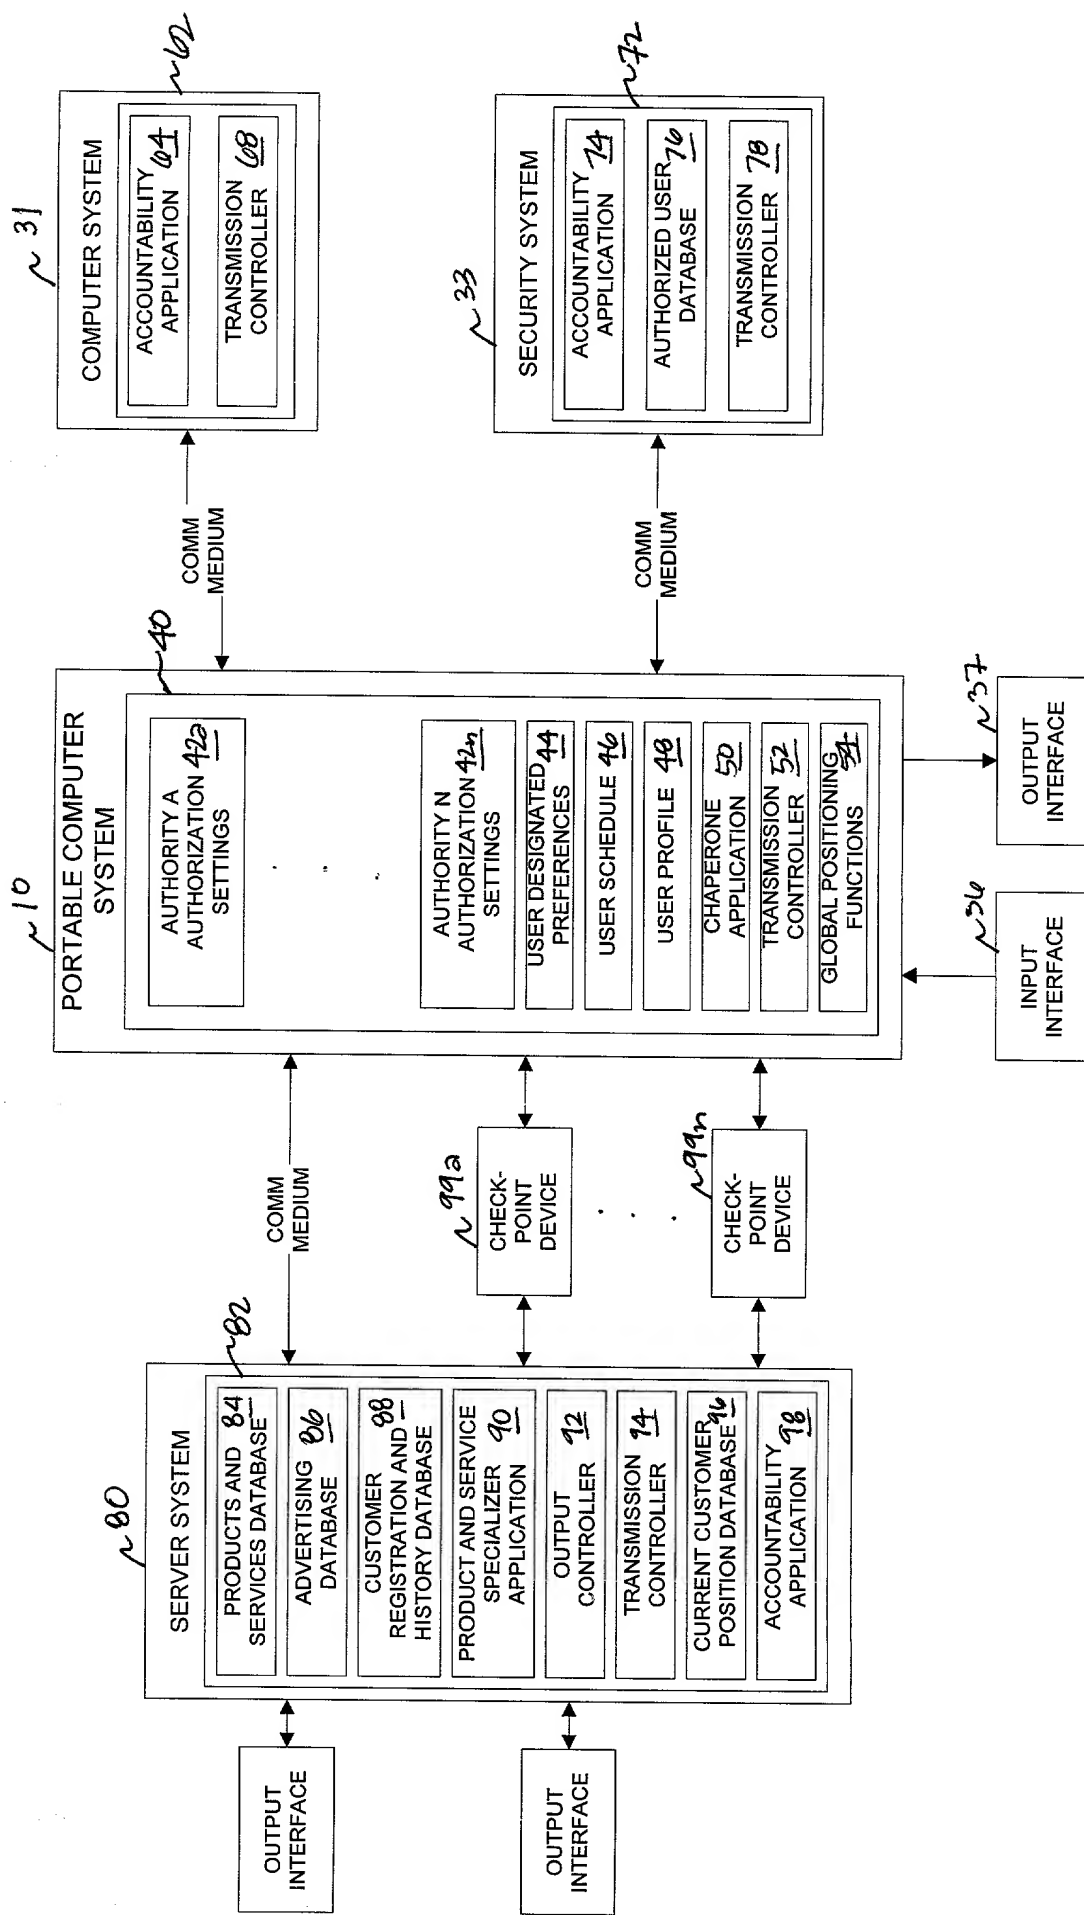 ~80
SERVER SYSTEM
~82
PRODUCTS AND 84
SERVICES DATABASE
ADVERTISING 86
DATABASE
CUSTOMER 88
REGISTRATION AND
HISTORY DATABASE
PRODUCT AND SERVICE
SPECIALIZER 90
APPLICATION
OUTPUT 92
CONTROLLER
TRANSMISSION 94
CONTROLLER
CURRENT CUSTOMER
POSITION DATABASE 96
ACCOUNTABILITY 98
APPLICATION
OUTPUT
INTERFACE
OUTPUT
INTERFACE
COMM
MEDIUM
~99a
CHECK-
POINT
DEVICE
. . .
~99n
CHECK-
POINT
DEVICE
~10
PORTABLE COMPUTER
SYSTEM
~40
AUTHORITY A
AUTHORIZATION 42a
SETTINGS
. . .
AUTHORITY N
AUTHORIZATION 42n
SETTINGS
USER DESIGNATED 44
PREFERENCES
USER SCHEDULE 46
USER PROFILE 48
CHAPERONE 50
APPLICATION
TRANSMISSION 52
CONTROLLER
GLOBAL POSITIONING 54
FUNCTIONS
~36
INPUT
INTERFACE
~37
OUTPUT
INTERFACE
COMM
MEDIUM
COMM
MEDIUM
~31
COMPUTER SYSTEM
~62
ACCOUNTABILITY
APPLICATION 64
TRANSMISSION
CONTROLLER 68
~33
SECURITY SYSTEM
~72
ACCOUNTABILITY
APPLICATION 74
AUTHORIZED USER
DATABASE 76
TRANSMISSION
CONTROLLER 78